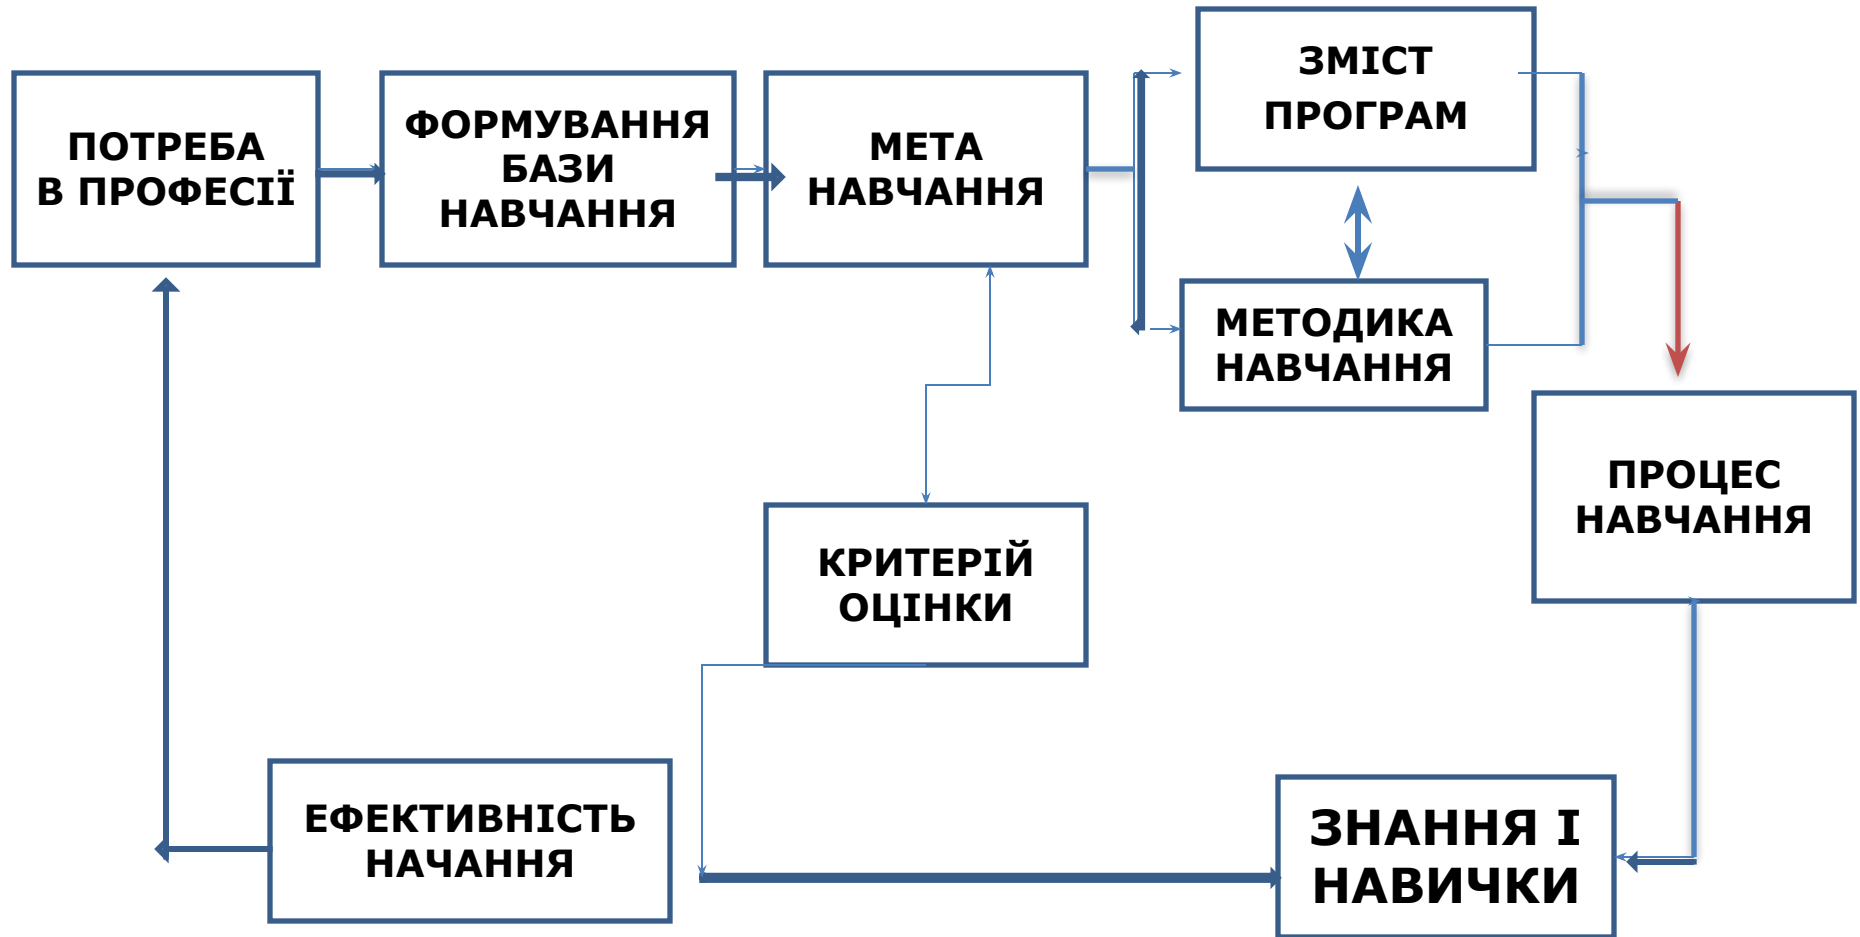 ПОТРЕБА
В ПРОФЕСІЇ
ФОРМУВАННЯ
БАЗИ
НАВЧАННЯ
МЕТА
НАВЧАННЯ
ЗМІСТ
ПРОГРАМ
МЕТОДИКА
НАВЧАННЯ
ПРОЦЕС
НАВЧАННЯ
КРИТЕРІЙ
ОЦІНКИ
ЕФЕКТИВНІСТЬ
НАЧАННЯ
ЗНАННЯ І
НАВИЧКИ